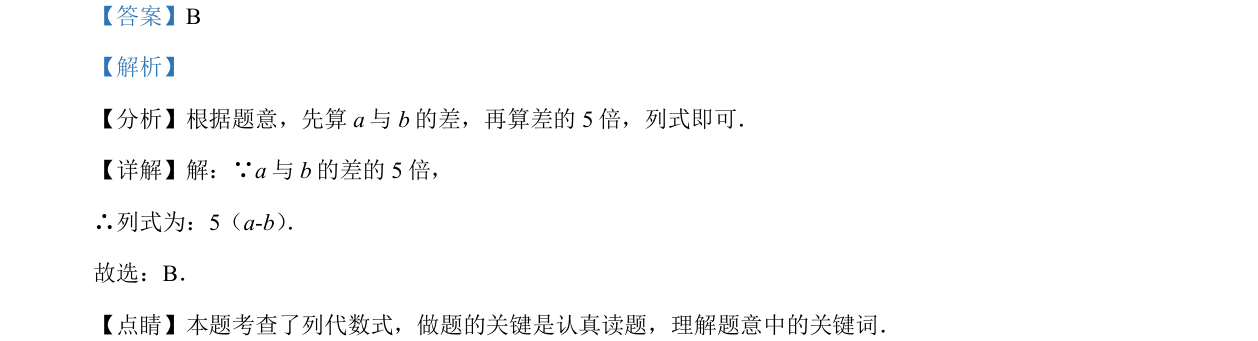 【答案】B
【解析】
【分析】根据题意，先算 a 与 b 的差，再算差的 5 倍，列式即可．
【详解】解：∵a 与 b 的差的 5 倍，
∴列式为：5（a-b）．
故选：B．
【点睛】本题考查了列代数式，做题的关键是认真读题，理解题意中的关键词．